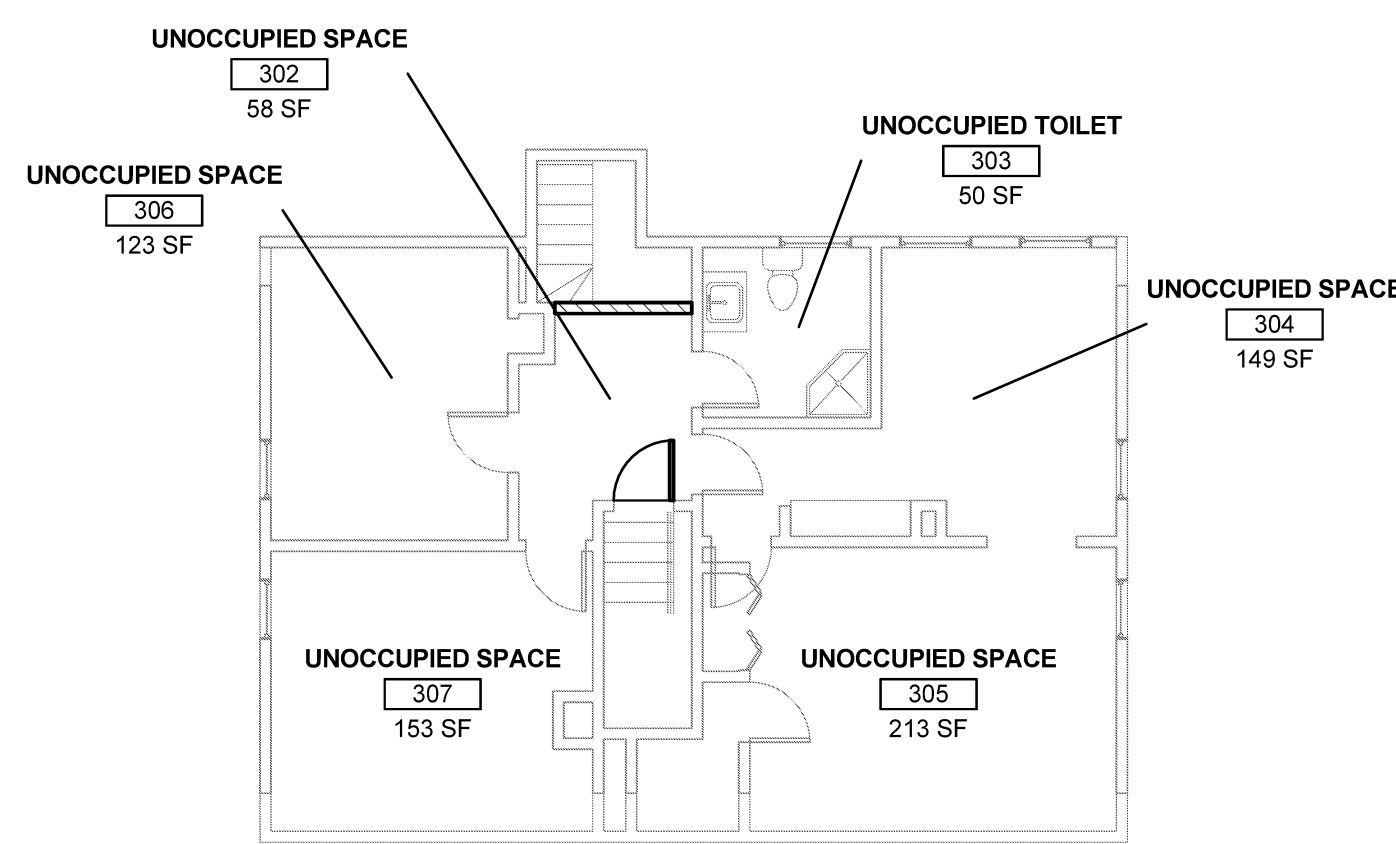 UNOCCUPIED SPACE
302
58 SF
UNOCCUPIED TOILET
303
50 SF
UNOCCUPIED SPACE
306
123 SF
UNOCCUPIED SPACE
304
149 SF
UNOCCUPIED SPACE
307
153 SF
UNOCCUPIED SPACE
305
213 SF